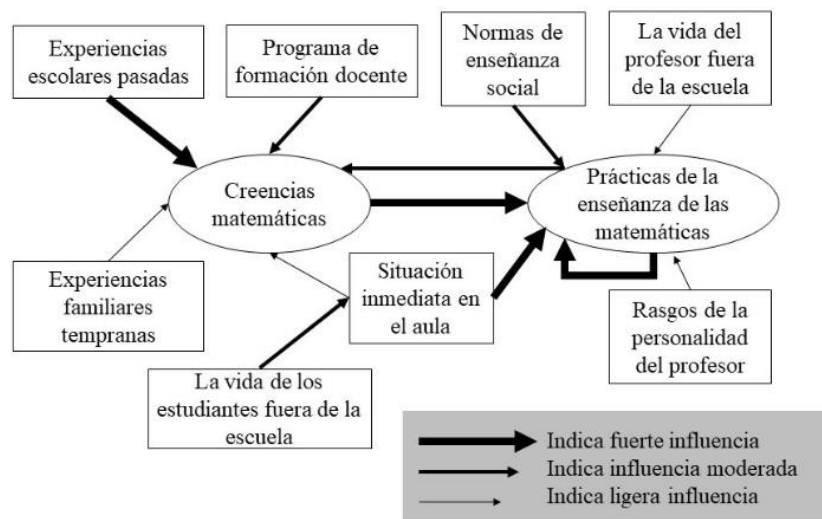 Experiencias
escolares pasadas
Programa de
formación docente
Normas de
enseñanza
social
La vida del
profesor fuera
de la escuela
Creencias
matemáticas
Prácticas de la
enseñanza de las
matemáticas
Experiencias
familiares
tempranas
Situación
inmediata en
el aula
Rasgos de la
personalidad
del profesor
La vida de los
estudiantes fuera de la
escuela
Indica fuerte influencia
Indica influencia moderada
Indica ligera influencia